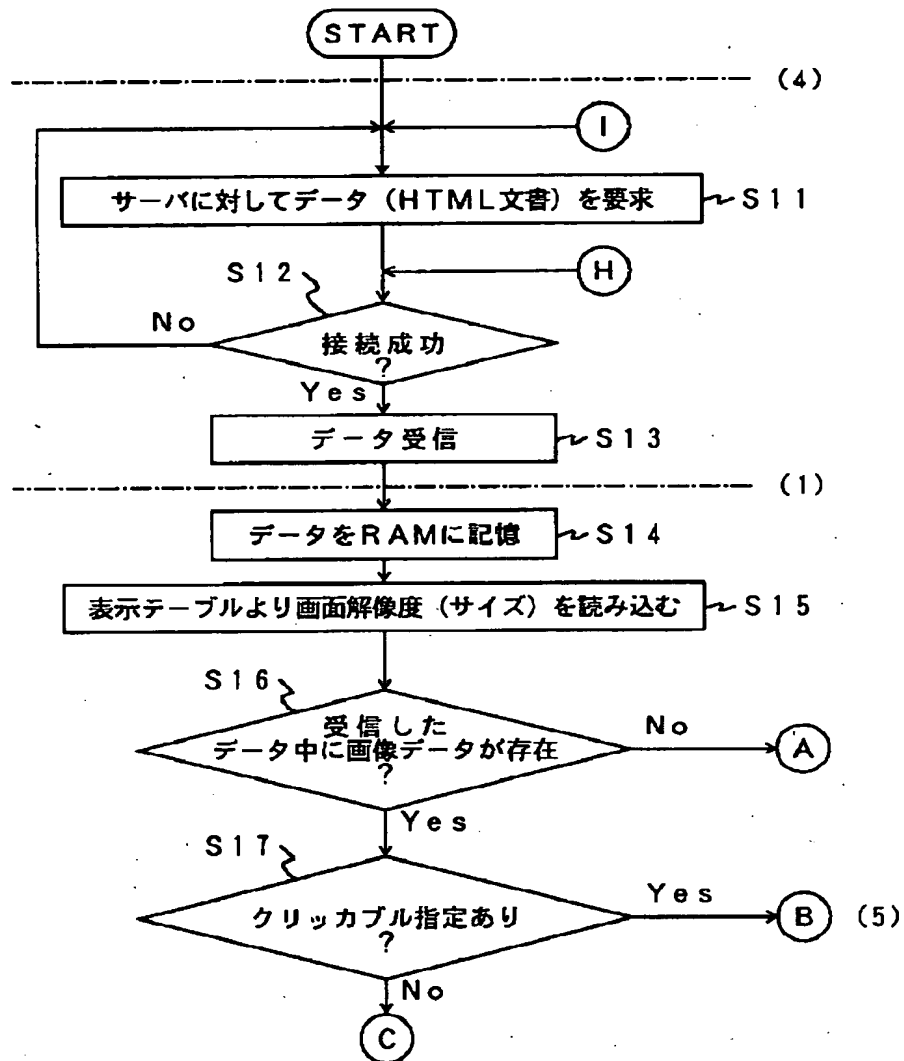 START
(4)
I
サーバに対してデータ(HTML文書)を要求
S11
H
S12
No
接続成功
?
Yes
データ受信
S13
(1)
データをRAMに記憶
S14
表示テーブルより画面解像度(サイズ)を読み込む
S15
S16
受信した
データ中に画像データが存在
?
No
A
Yes
S17
クリッカブル指定あり
?
Yes
B
(5)
No
C